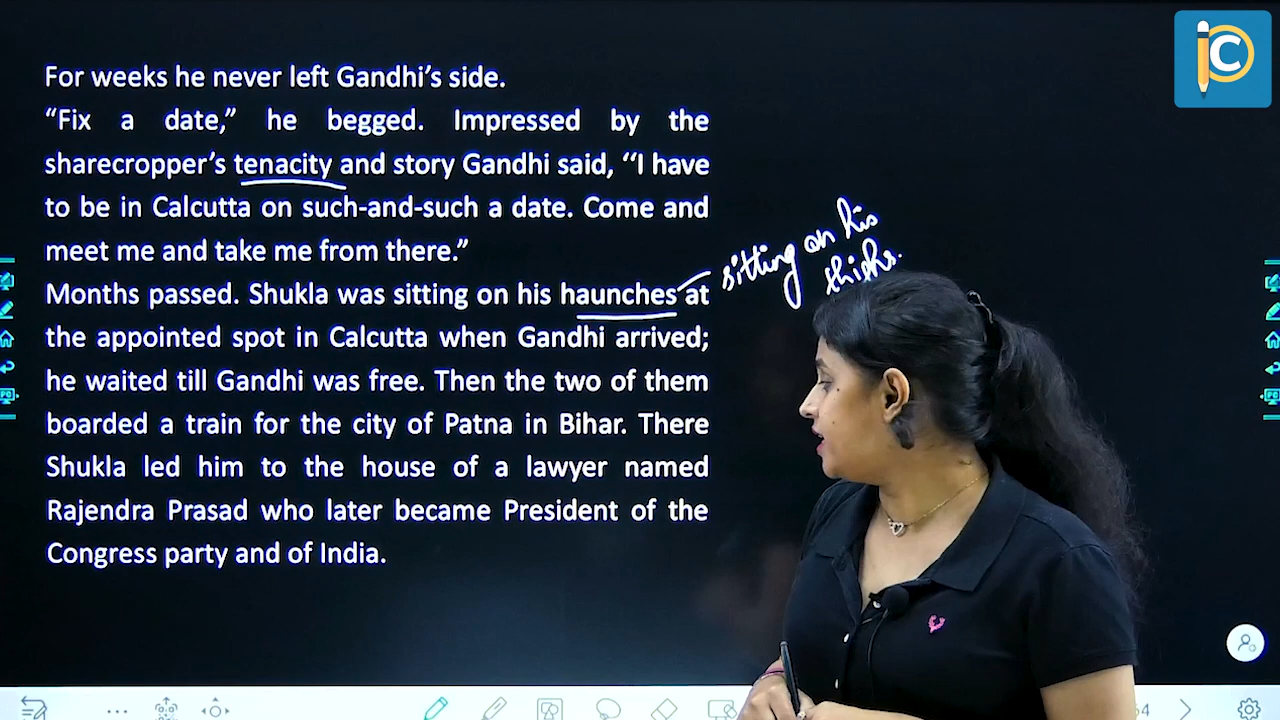 For weeks he never left Gandhi’s side.
“Fix a date,” he begged. Impressed by the
sharecropper’s tenacity and story Gandhi said, “I have
to be in Calcutta on such-and-such a date. Come and
meet me and take me from there.”
Months passed. Shukla was sitting on his haunches at
the appointed spot in Calcutta when Gandhi arrived;
he waited till Gandhi was free. Then the two of them
boarded a train for the city of Patna in Bihar. There
Shukla led him to the house of a lawyer named
Rajendra Prasad who later became President of the
Congress party and of India.
sitting on his
thighs.
PC
64